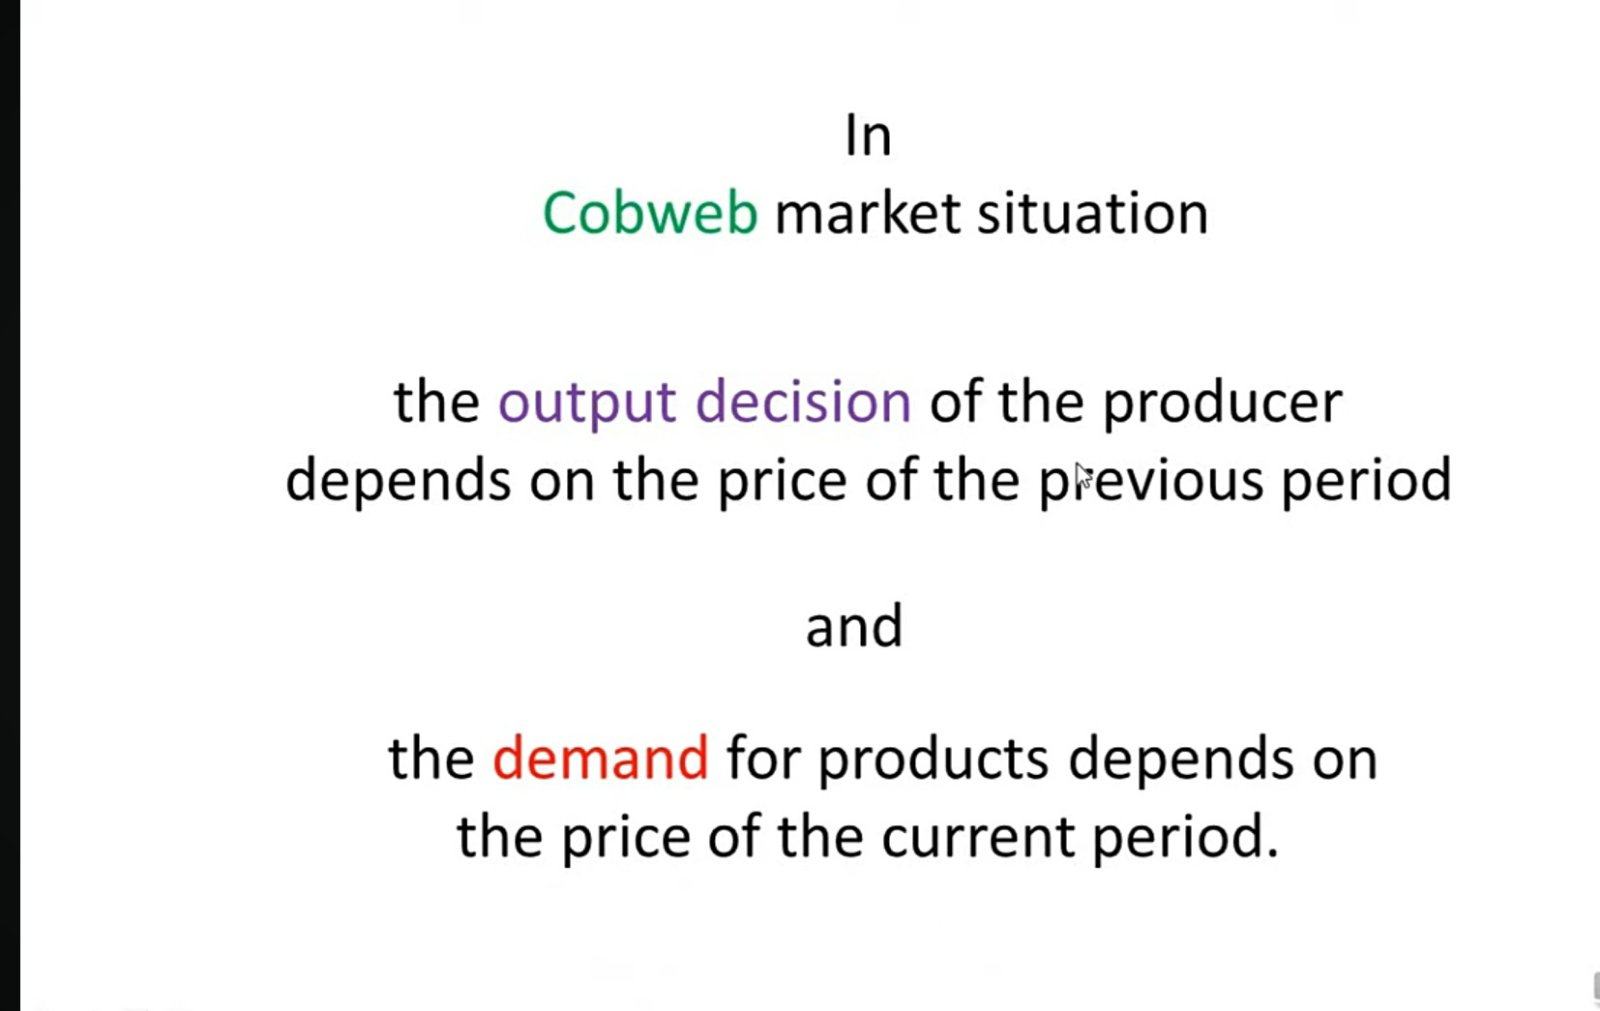 In
Cobweb market situation
the output decision of the producer
depends on the price of the previous period
and
the demand for products depends on
the price of the current period.